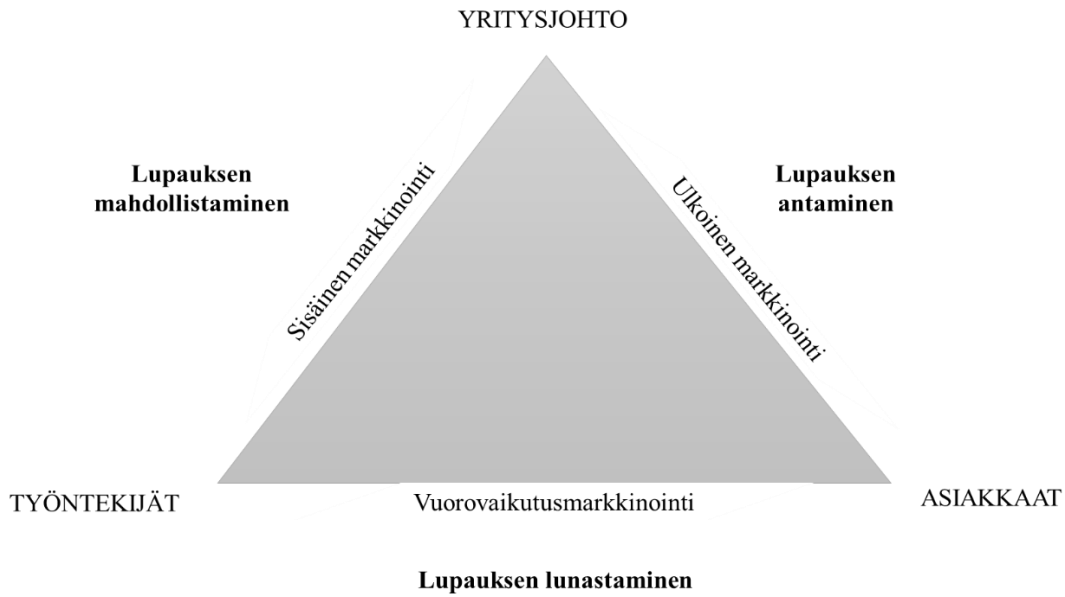 YRITYSJOHTO
Lupauksen
mahdollistaminen
Sisäinen markkinointi
Ulkoinen markkinointi
Lupauksen
antaminen
TYÖNTEKIJÄT
Vuorovaikutusmarkkinointi
ASIAKKAAT
Lupauksen lunastaminen